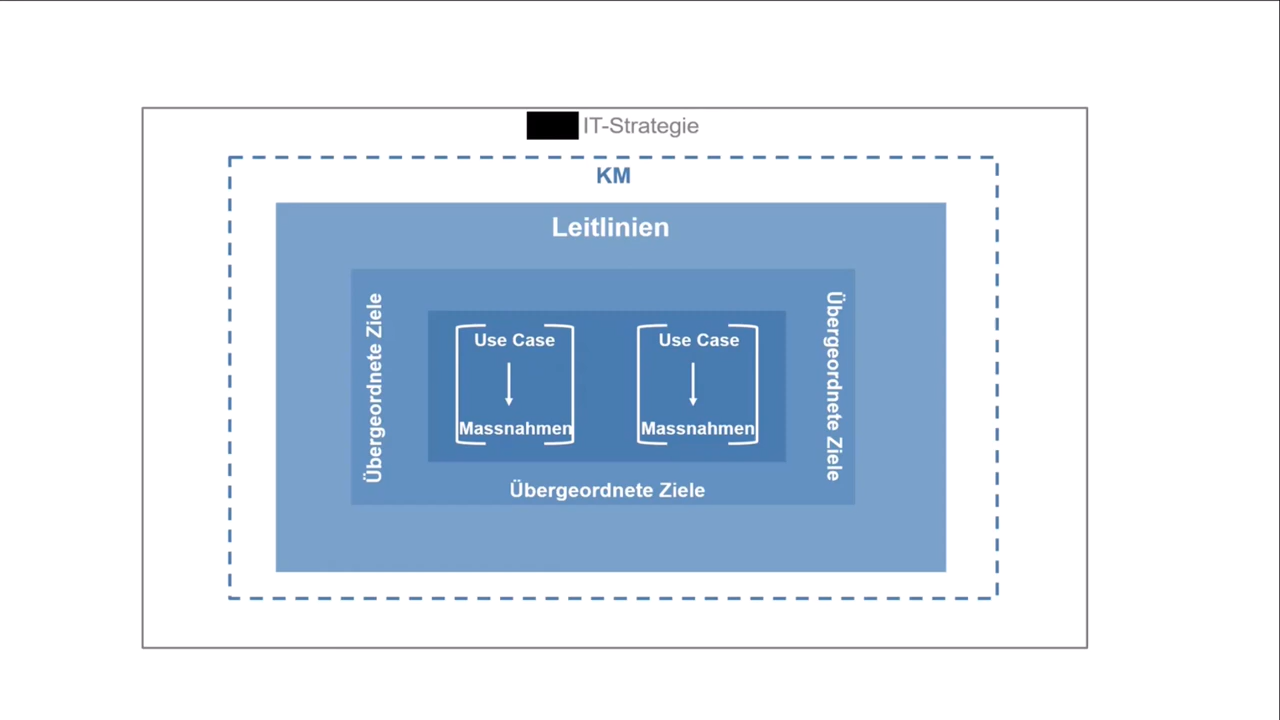 IT-Strategie
KM
Leitlinien
Übergeordnete Ziele
Use Case
Massnahmen
Use Case
Massnahmen
Übergeordnete Ziele
Übergeordnete Ziele